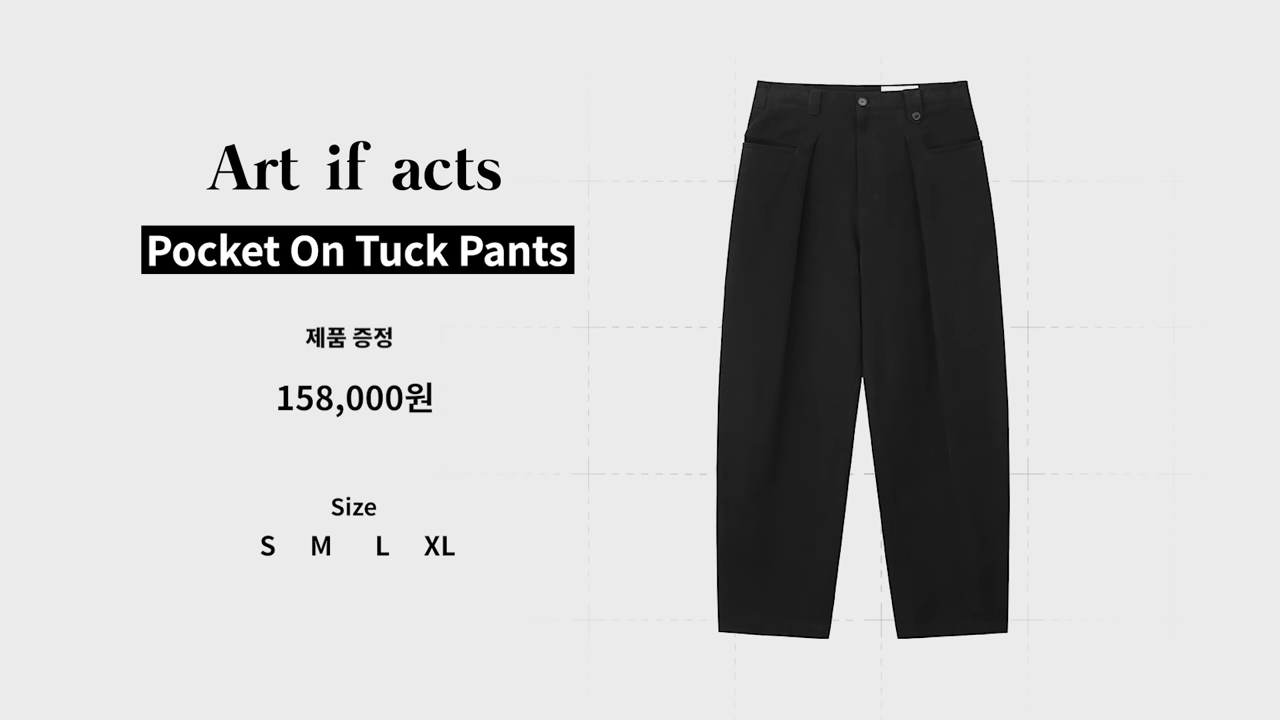 Art if acts
Pocket On Tuck Pants
제품 증정
158,000원
Size
S M L XL